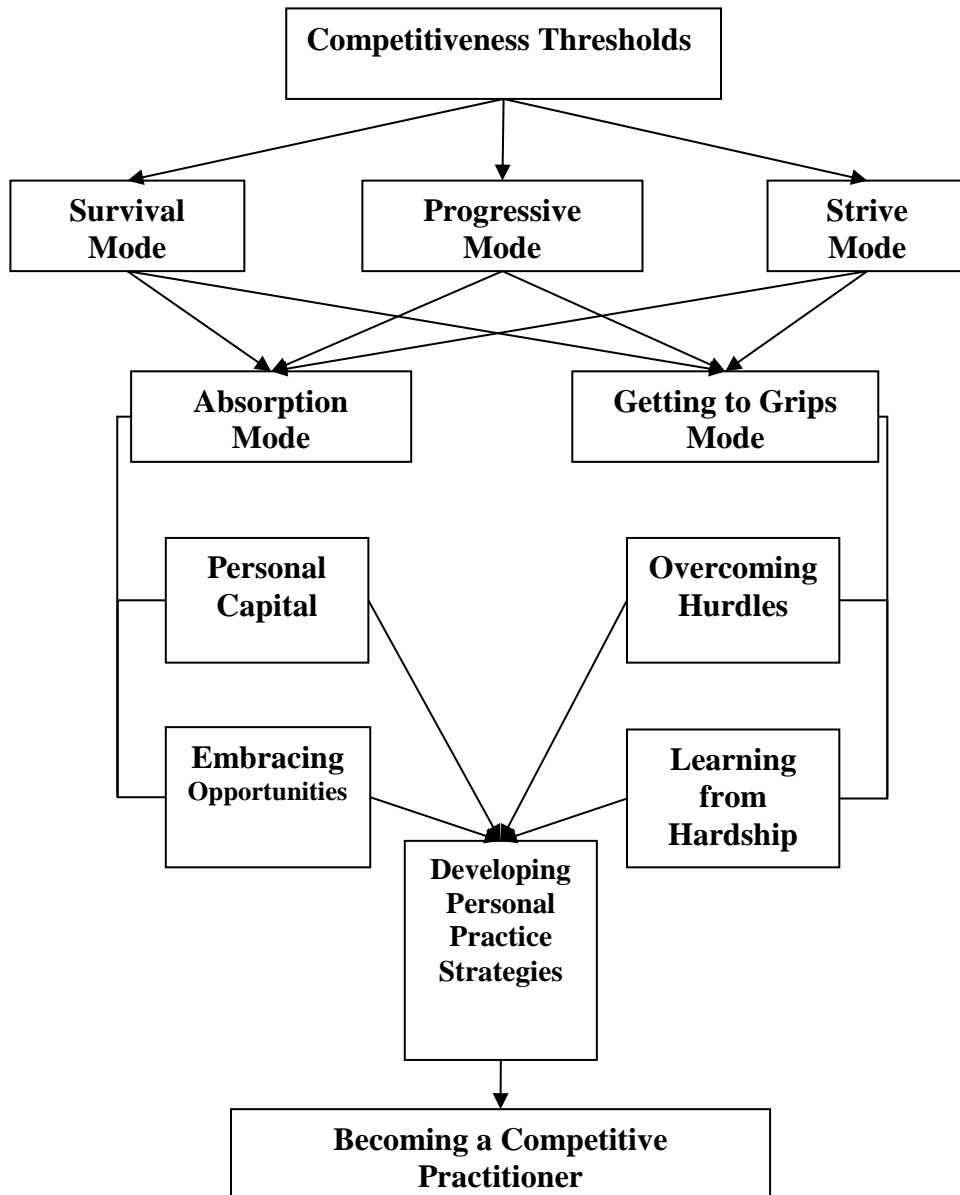 Competitiveness Thresholds
Survival
Mode
Progressive
Mode
Strive
Mode
Absorption
Mode
Getting to Grips
Mode
Personal
Capital
Overcoming
Hurdles
Embracing
Opportunities
Learning
from
Hardship
Developing
Personal
Practice
Strategies
Becoming a Competitive
Practitioner